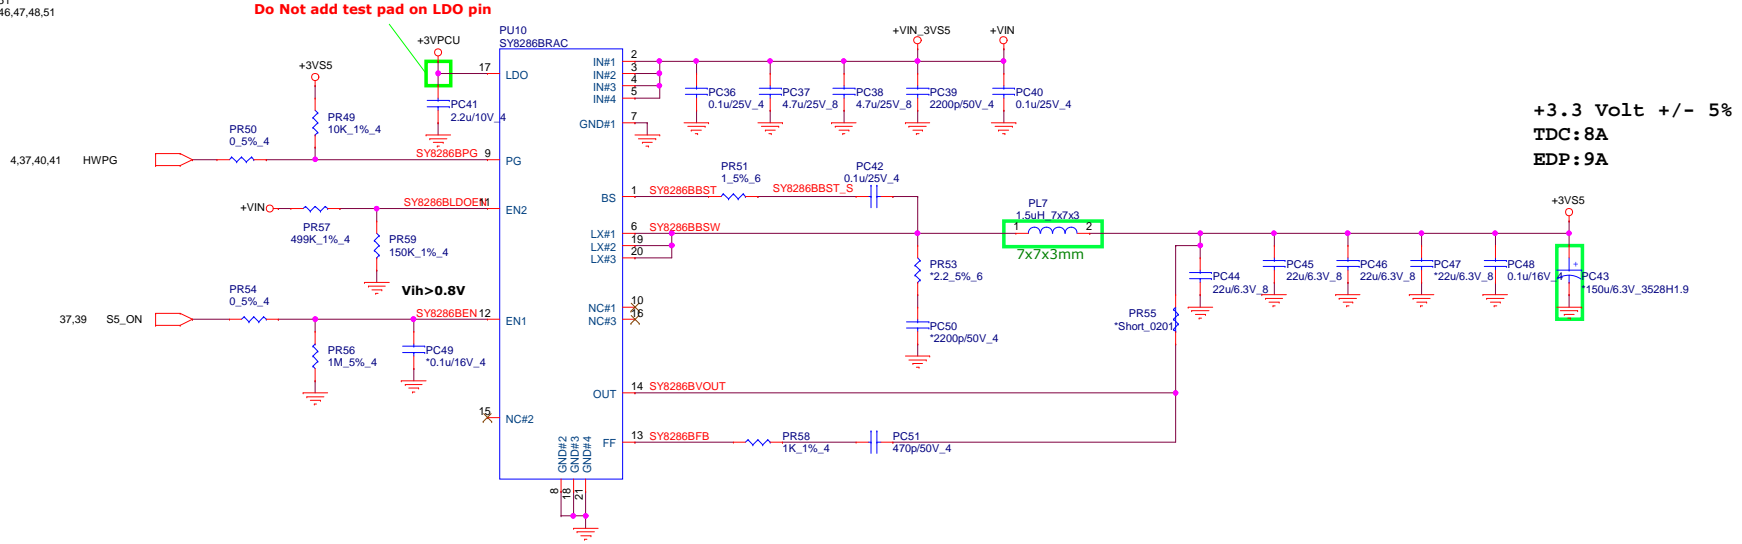 46,47,48,51
Do Not add test pad on LDO pin
+3VPCU
PU10
SY8286BRAC
+VIN_3VS5
+VIN
+3VS5
17
LDO
PC41
2.2u/10V_4
IN#1
2
IN#2
3
IN#3
4
IN#4
5
GND#1
7
PC36
0.1u/25V_4
PC37
4.7u/25V_8
PC38
4.7u/25V_8
PC39
2200p/50V_4
PC40
0.1u/25V_4
+3.3 Volt +/- 5%
TDC:8A
EDP:9A
PR50
0_5%_4
PR49
10K_1%_4
4,37,40,41
HWPG
SY8286BPG
9
PG
PR51
1_5%_6
PC42
0.1u/25V_4
BS
1
SY8286BBST
SY8286BBST_S
+VIN
PR57
499K_1%_4
SY8286BLDOEN
11
EN2
PR59
150K_1%_4
LX#1
6
SY8286BBSW
LX#2
19
LX#3
20
PL7
1.5uH_7x7x3
1
2
7x7x3mm
+3VS5
PR53
*2.2_5%_6
PC50
*2200p/50V_4
PC44
22u/6.3V_8
PC45
22u/6.3V_8
PC46
22u/6.3V_8
PC47
*22u/6.3V_8
PC48
0.1u/16V_4
+
PC43
*150u/6.3V_3528H1.9
PR54
0_5%_4
Vih>0.8V
37,39
S5_ON
SY8286BEN
12
EN1
PR56
1M_5%_4
PC49
*0.1u/16V_4
NC#1
10
NC#3
16
PR55
*Short_0201
OUT
14
SY8286BVOUT
15
NC#2
FF
13
SY8286BFB
PR58
1K_1%_4
PC51
470p/50V_4
GND#2
GND#3
GND#4
8
18
21